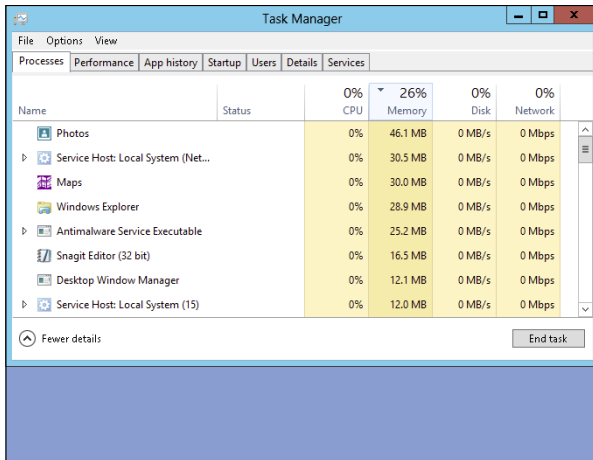 Task Manager
File Options View
Processes Performance App history Startup Users Details Services
0% 26% 0% 0%
Name Status CPU Memory Disk Network
Photos 0% 46.1 MB 0 MB/s 0 Mbps
Service Host: Local System (Net... 0% 30.5 MB 0 MB/s 0 Mbps
Maps 0% 30.0 MB 0 MB/s 0 Mbps
Windows Explorer 0% 28.9 MB 0 MB/s 0 Mbps
Antimalware Service Executable 0% 25.2 MB 0 MB/s 0 Mbps
Snagit Editor (32 bit) 0% 16.5 MB 0 MB/s 0 Mbps
Desktop Window Manager 0% 12.1 MB 0 MB/s 0 Mbps
Service Host: Local System (15) 0% 12.0 MB 0 MB/s 0 Mbps
Fewer details End task